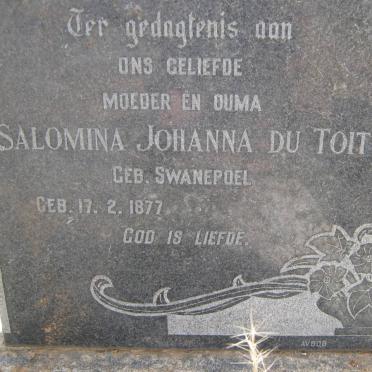 Ter gedagtenis aan
ONS GELIEFDE
MOEDER EN OUMA
SALOMINA JOHANNA DU TOIT
GEB. SWANEPOEL
GEB. 17. 2. 1877
GOD IS LIEFDE.
AVBOB